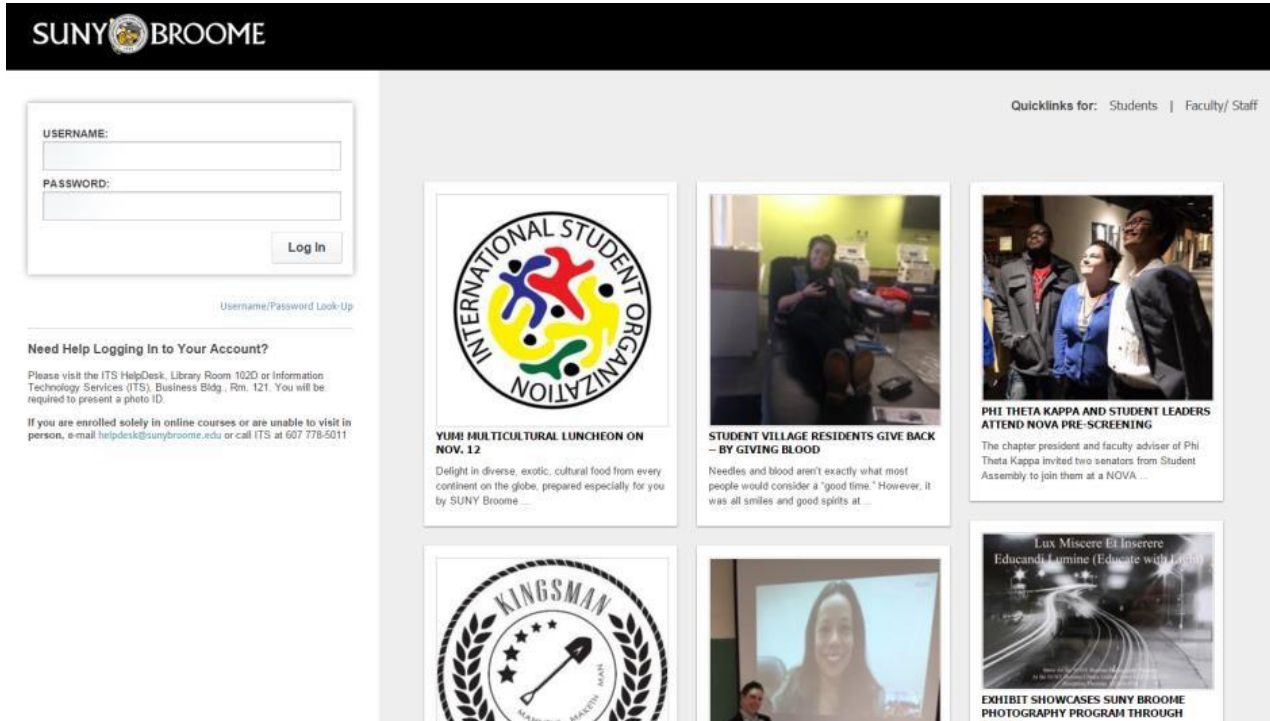 SUNY BROOME
Quicklinks for: Students | Faculty/ Staff
USERNAME:
PASSWORD:
Log In
Username/Password Look-Up
Need Help Logging In to Your Account?
Please visit the ITS HelpDesk, Library Room 102D or Information
Technology Services (ITS), Business Bldg., Rm. 121. You will be
required to present a photo ID.
If you are enrolled solely in online courses or are unable to visit in
person, e-mail helpdesk@sunybroome.edu or call ITS at 607 778-5011
INTERNATIONAL STUDENT ORGANIZATION
YUM! MULTICULTURAL LUNCHEON ON
NOV. 12
Delight in diverse, exotic, cultural food from every
continent on the globe, prepared especially for you
by SUNY Broome ...
STUDENT VILLAGE RESIDENTS GIVE BACK
– BY GIVING BLOOD
Needles and blood aren't exactly what most
people would consider a "good time." However, it
was all smiles and good spirits at ...
PHI THETA KAPPA AND STUDENT LEADERS
ATTEND NOVA PRE-SCREENING
The chapter president and faculty adviser of Phi
Theta Kappa invited two senators from Student
Assembly to join them at a NOVA ...
KINGSMAN
MAKETH MAN
Lux Miscere Et Inserere
Educandi Lumine (Educate with Light)
EXHIBIT SHOWCASES SUNY BROOME
PHOTOGRAPHY PROGRAM THROUGH